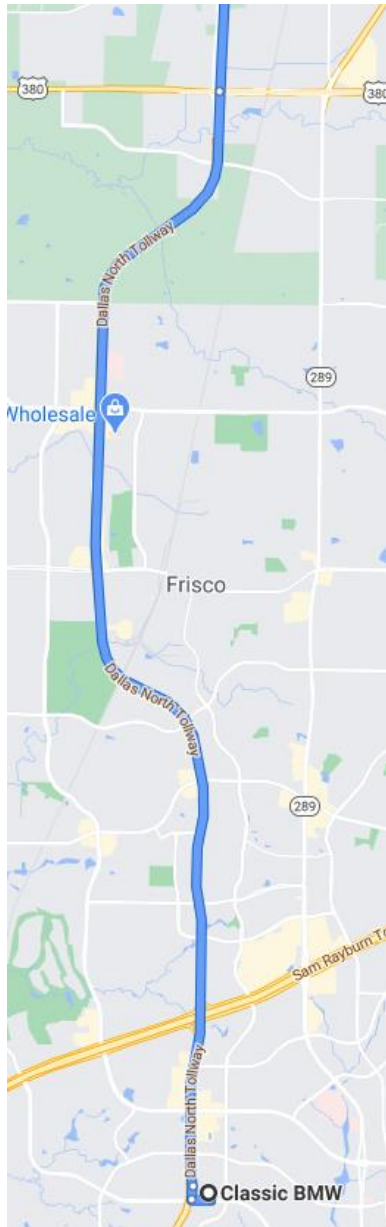 380
380
Dallas North Tollway
289
Wholesale
Frisco
Dallas North Tollway
289
Sam Rayburn To
Dallas North Tollway
Classic BMW